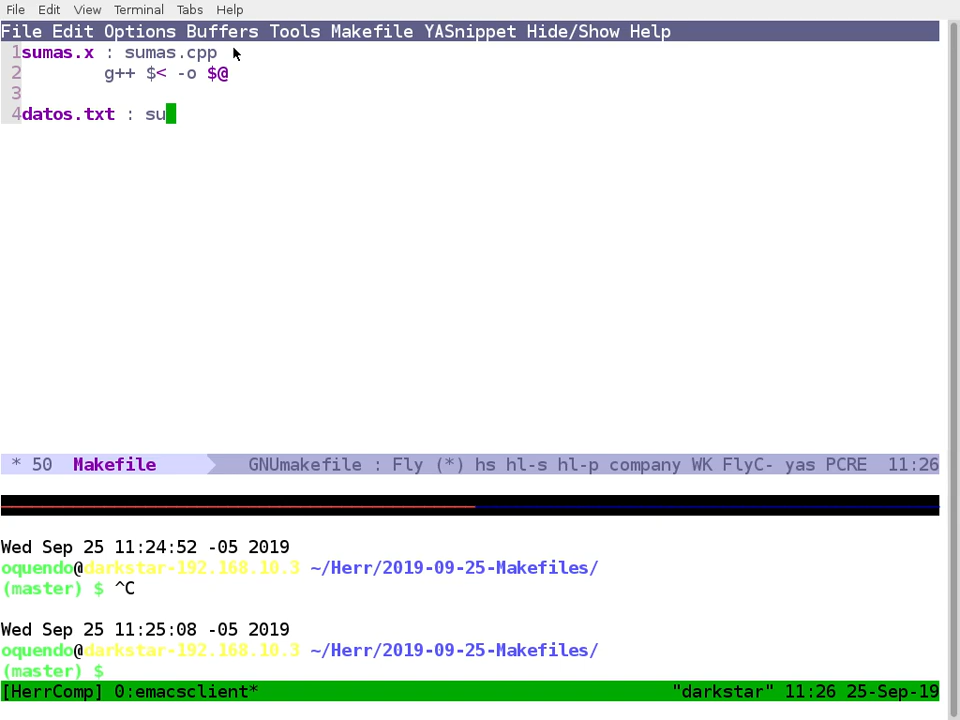 File Edit View Terminal Tabs Help
File Edit Options Buffers Tools Makefile YASnippet Hide/Show Help
1sumas.x : sumas.cpp
2        g++ $< -o $@
3
4datos.txt : su
* 50  Makefile         GNUmakefile : Fly (*) hs hl-s hl-p company WK FlyC- yas PCRE  11:26
Wed Sep 25 11:24:52 -05 2019
oquendo@darkstar-192.168.10.3 ~/Herr/2019-09-25-Makefiles/
(master) $ ^C
Wed Sep 25 11:25:08 -05 2019
oquendo@darkstar-192.168.10.3 ~/Herr/2019-09-25-Makefiles/
(master) $
[HerrComp] 0:emacsclient* "darkstar" 11:26 25-Sep-19